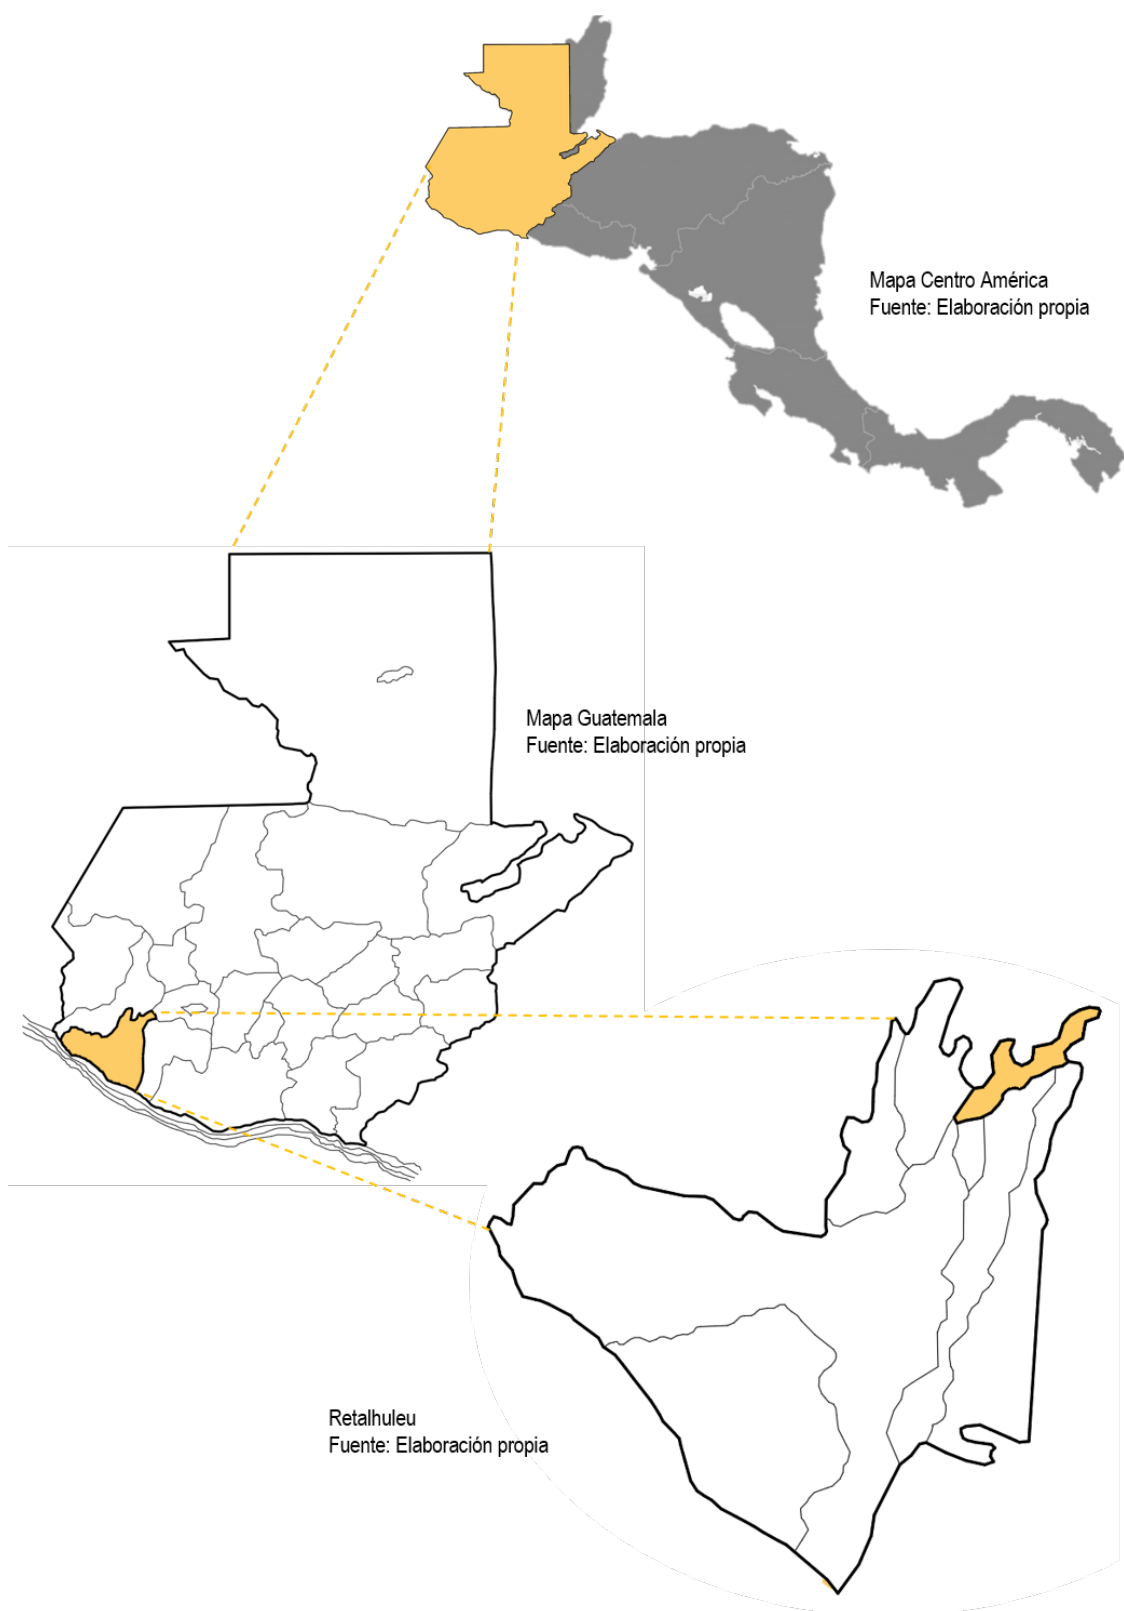 Mapa Centro América
Fuente: Elaboración propia
Mapa Guatemala
Fuente: Elaboración propia
Retalhuleu
Fuente: Elaboración propia